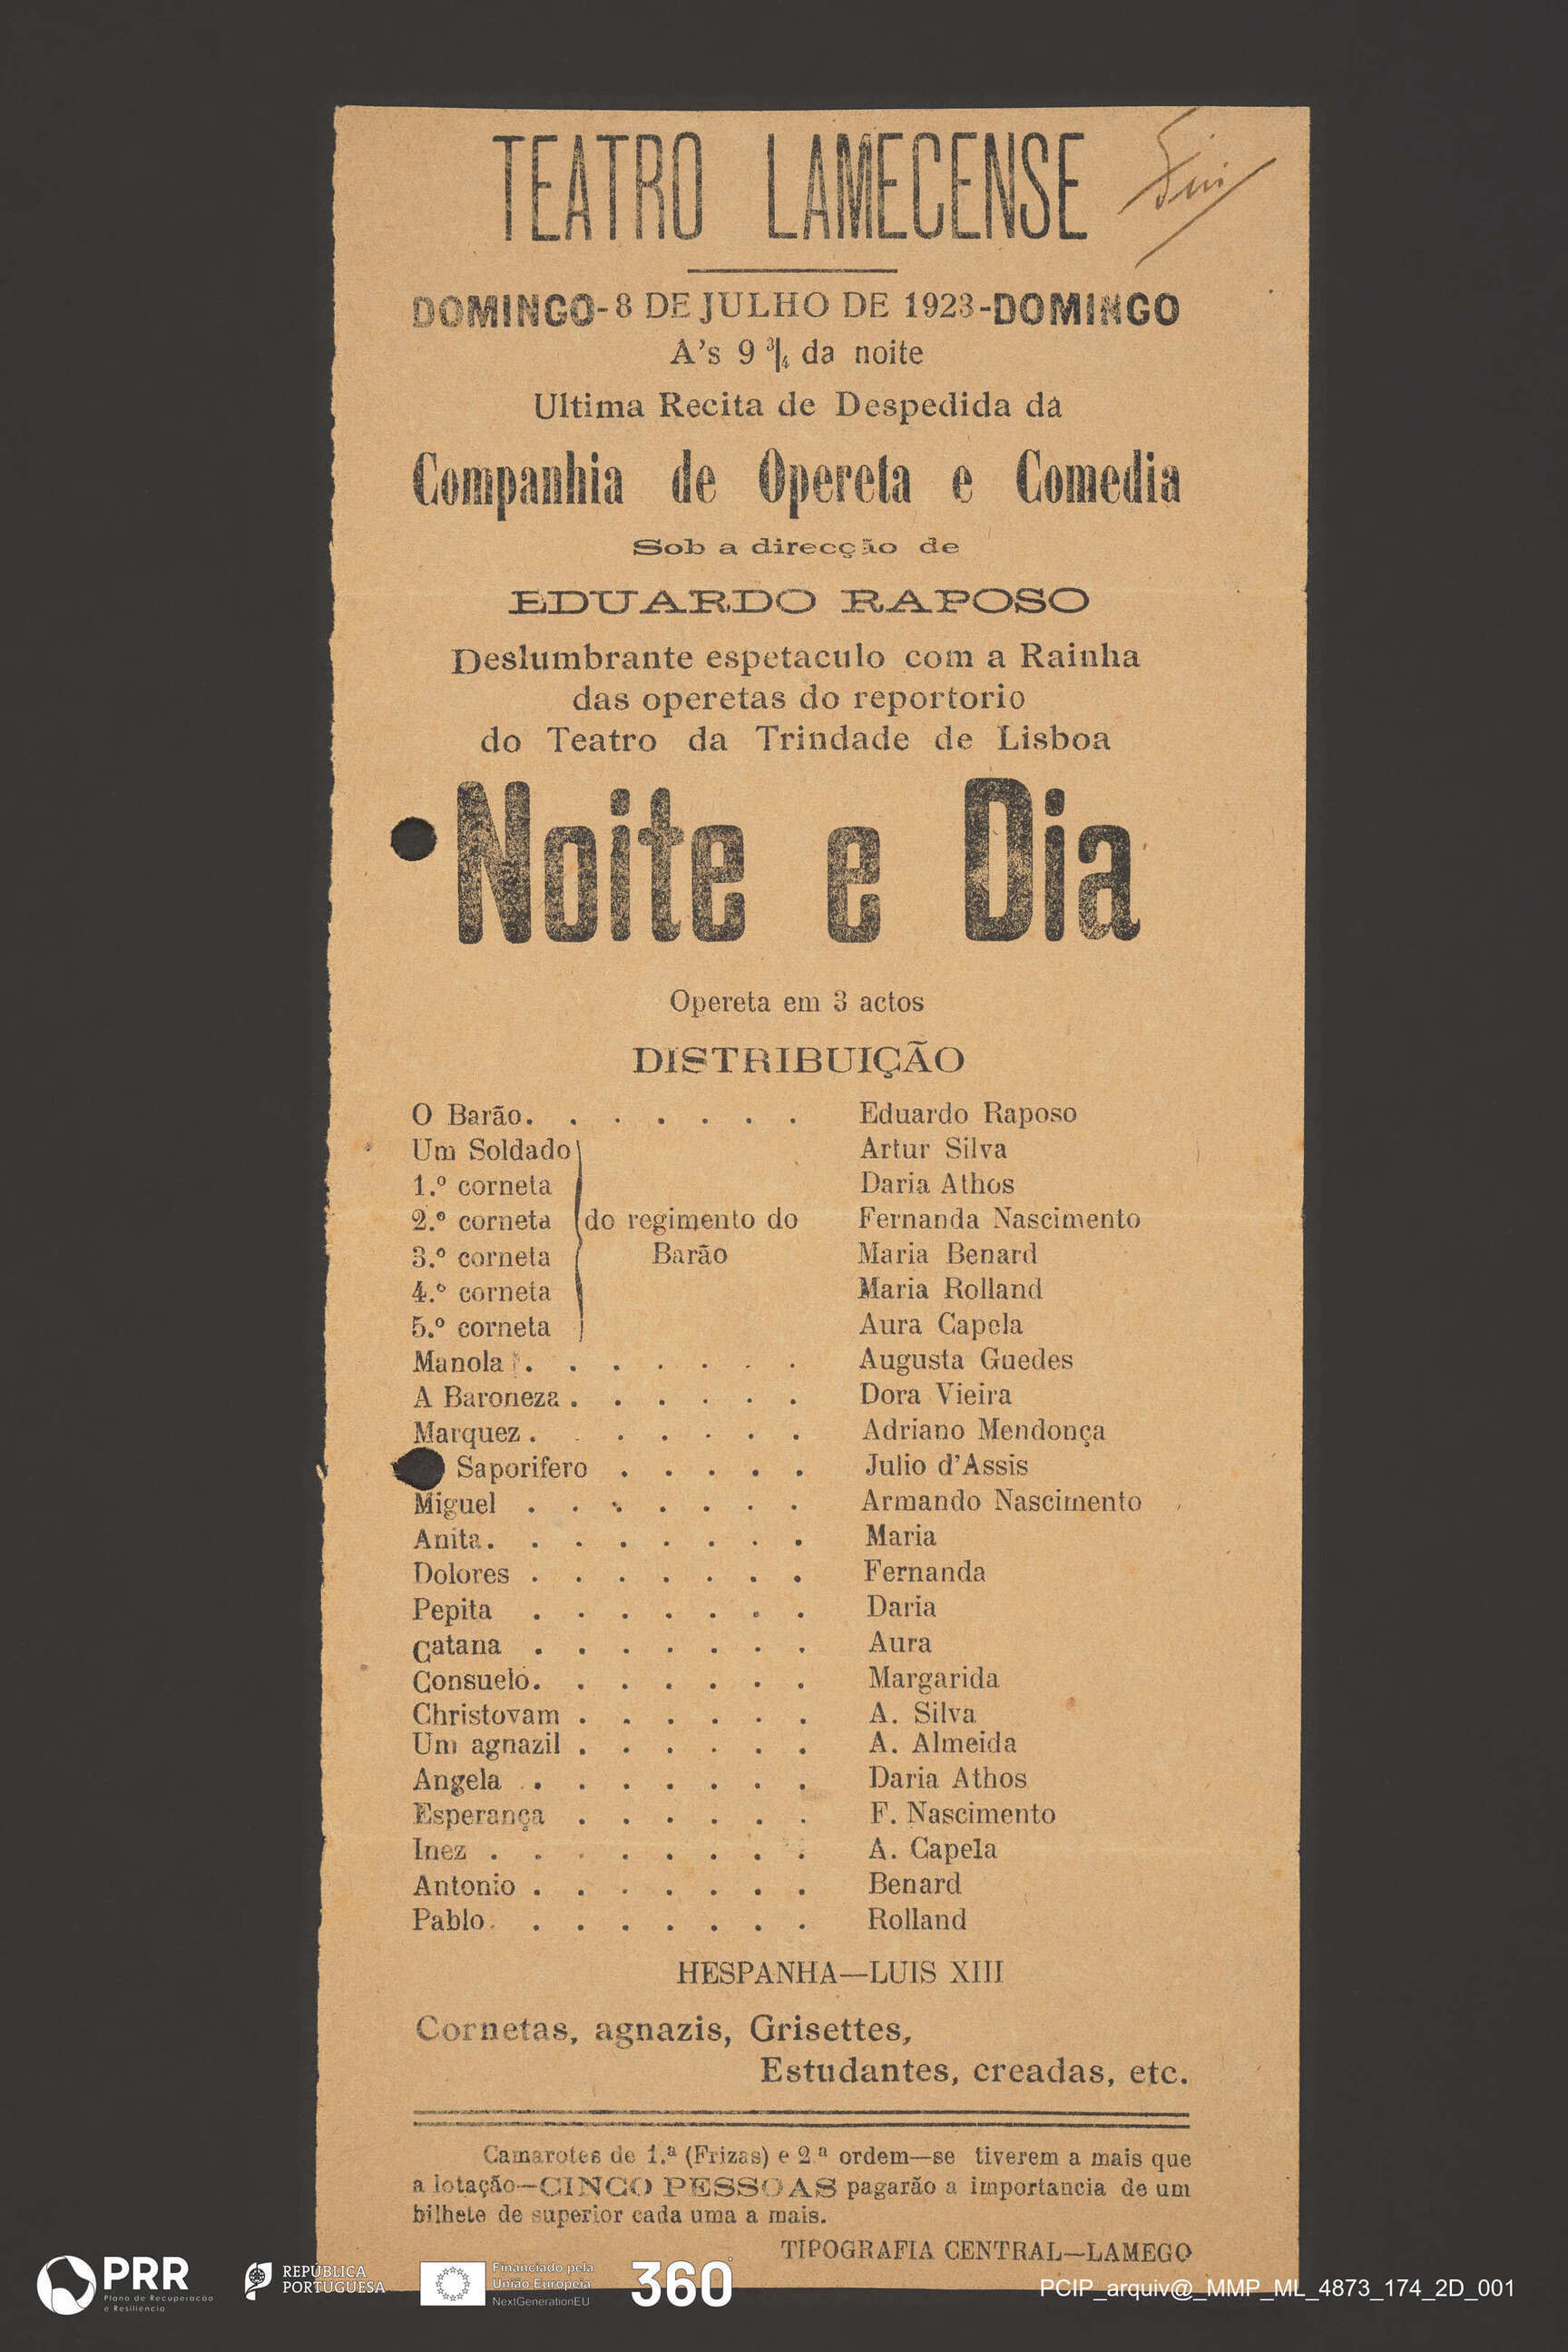 TEATRO LAMECENSE
DOMINGO-8 DE JULHO DE 1923-DOMINGO
A's 9 3/4 da noite
Ultima Recita de Despedida da
Companhia de Opereta e Comedia
Sob a direcção de
EDUARDO RAPOSO
Deslumbrante espetaculo com a Rainha
das operetas do reportorio
do Teatro da Trindade de Lisboa
Noite e Dia
Opereta em 3 actos
DISTRIBUIÇÃO
O Barão. . . . . . . Eduardo Raposo
Um Soldado Artur Silva
1.º corneta Daria Athos
2.º corneta do regimento do Fernanda Nascimento
3.º corneta Barão Maria Benard
4.º corneta Maria Rolland
5.º corneta Aura Capela
Manola . . . . . . . Augusta Guedes
A Baroneza . . . . . . Dora Vieira
Marquez . . . . . . . Adriano Mendonça
Saporifero . . . . . Julio d'Assis
Miguel . . . . . . . Armando Nascimento
Anita. . . . . . . . Maria
Dolores . . . . . . . Fernanda
Pepita . . . . . . . Daria
Catana . . . . . . . Aura
Consuelo. . . . . . . Margarida
Christovam . . . . . . A. Silva
Um agnazil . . . . . . A. Almeida
Angela . . . . . . . Daria Athos
Esperança . . . . . . F. Nascimento
Inez . . . . . . . . A. Capela
Antonio . . . . . . . Benard
Pablo. . . . . . . . Rolland
HESPANHA—LUIS XIII
Cornetas, agnazis, Grisettes,
Estudantes, creadas, etc.
Camarotes de 1.ª (Frizas) e 2.ª ordem—se tiverem a mais que
a lotação—CINCO PESSOAS pagarão a importancia de um
bilhete de superior cada uma a mais.
TIPOGRAFIA CENTRAL—LAMEGO
PRR
Plano de Recuperação
e Resiliência
REPÚBLICA
PORTUGUESA
Financiado pela
União Europeia
NextGenerationEU
360°
PCIP_arquiv@_MMP_ML_4873_174_2D_001